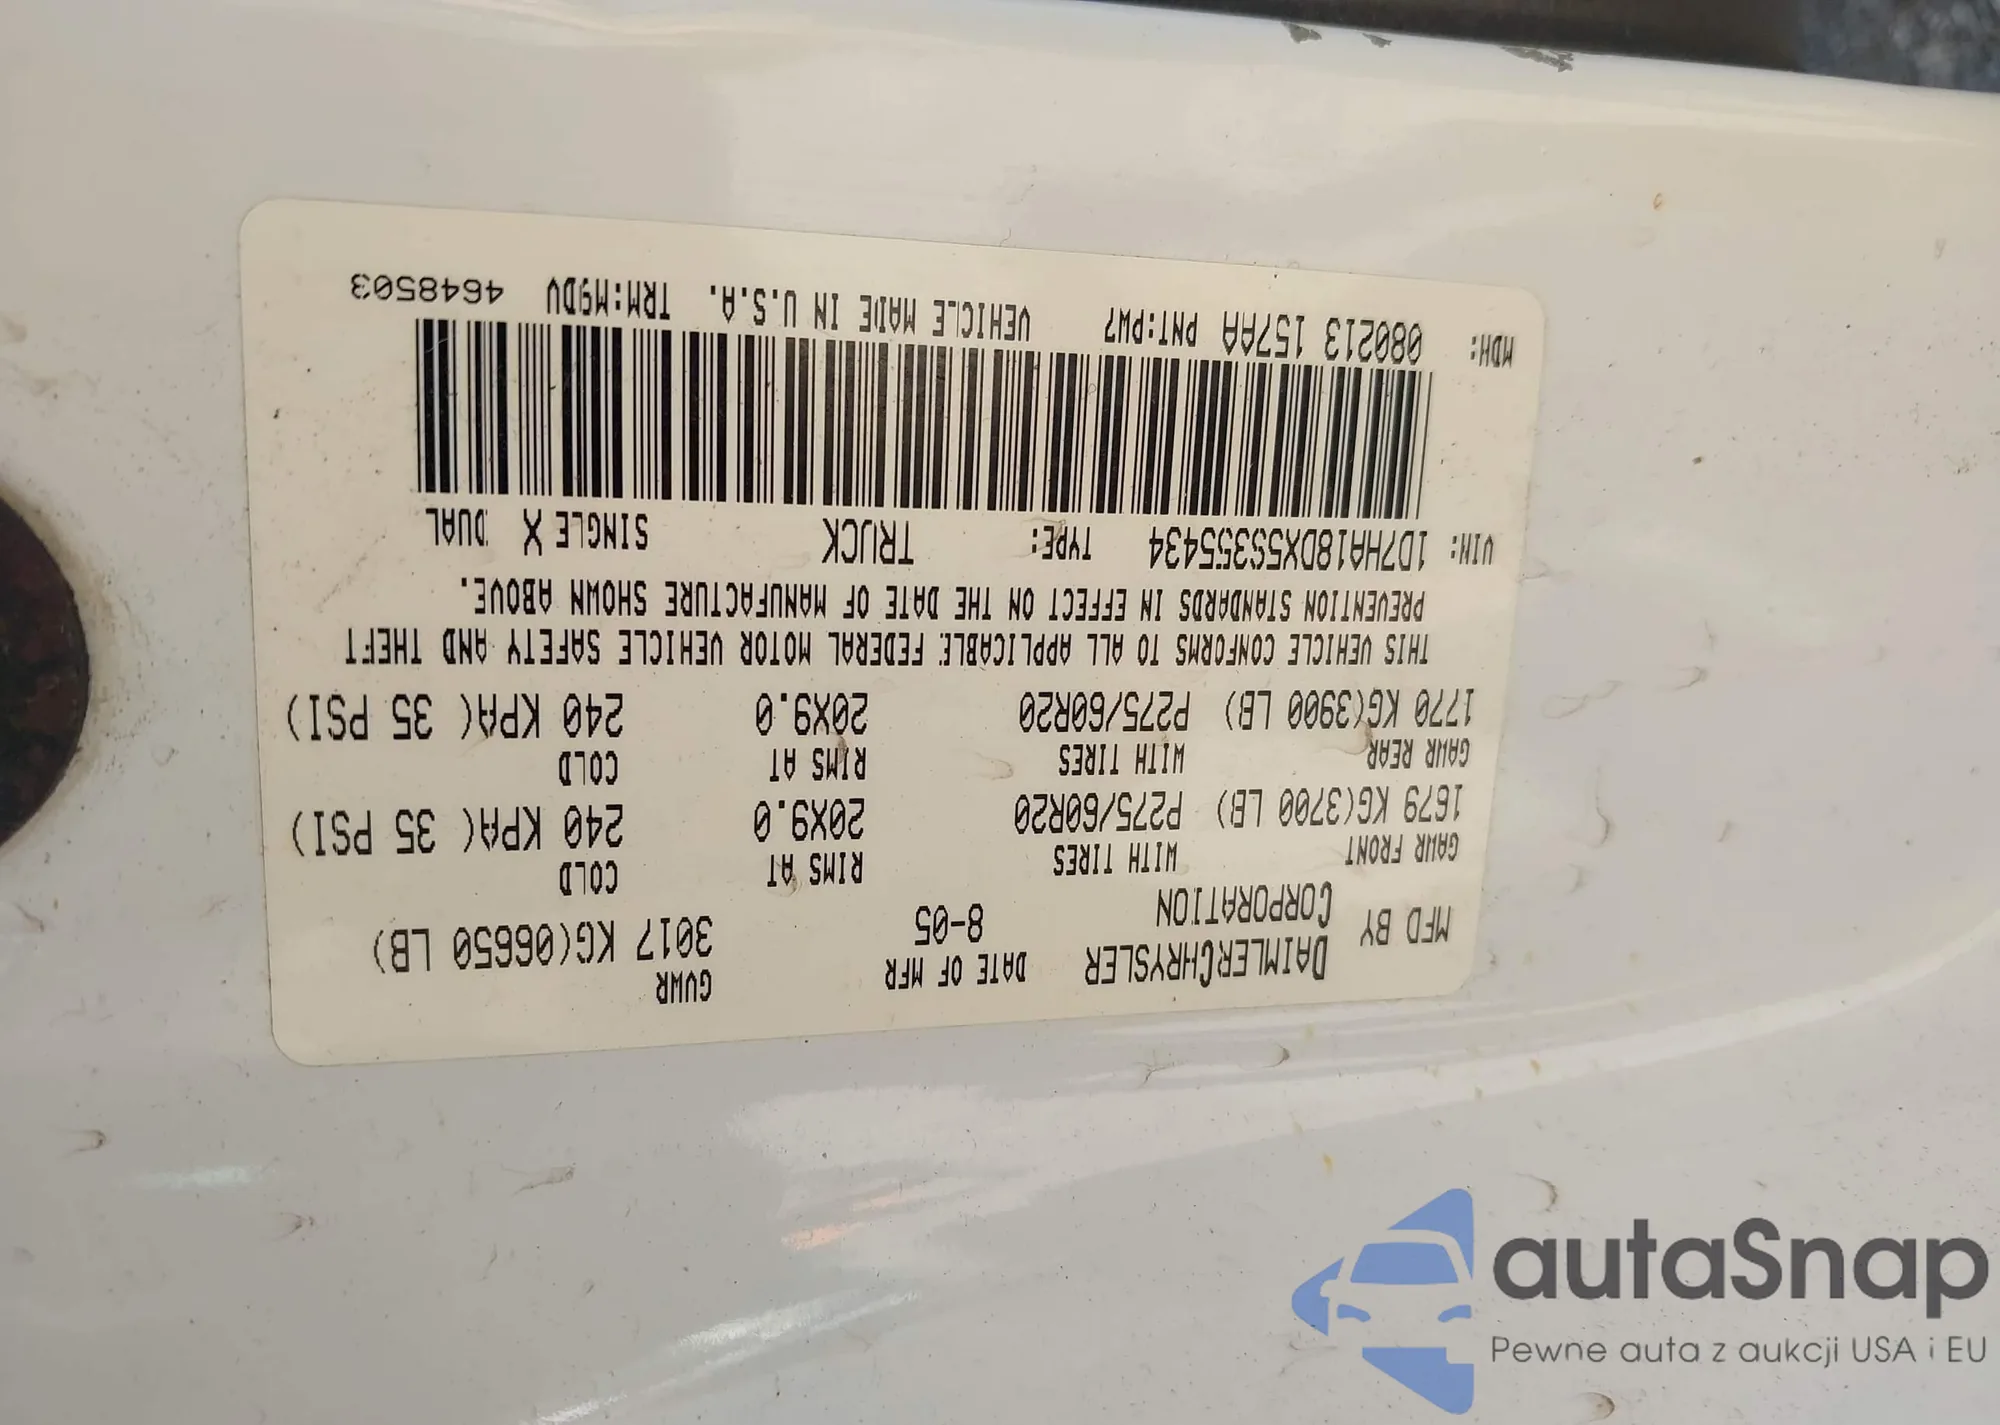 MFD BY DAIMLERCHRYSLER CORPORATION DATE OF MFR 8-05 GVWR 3017 KG(06650 LB)
GAWR FRONT WITH TIRES RIMS AT COLD
1679 KG(3700 LB) P275/60R20 20X9.0 240 KPA( 35 PSI)
GAWR REAR WITH TIRES RIMS AT COLD
1770 KG(3900 LB) P275/60R20 20X9.0 240 KPA( 35 PSI)
THIS VEHICLE CONFORMS TO ALL APPLICABLE FEDERAL MOTOR VEHICLE SAFETY AND THEFT
PREVENTION STANDARDS IN EFFECT ON THE DATE OF MANUFACTURE SHOWN ABOVE.
VIN: 1D7HA18DX5S355434 TYPE: TRUCK SINGLE X DUAL
MDH: 080213 157AA PNT:PW7 VEHICLE MADE IN U.S.A. TRM:M9DV 4648503
autaSnap
Pewne auta z aukcji USA i EU